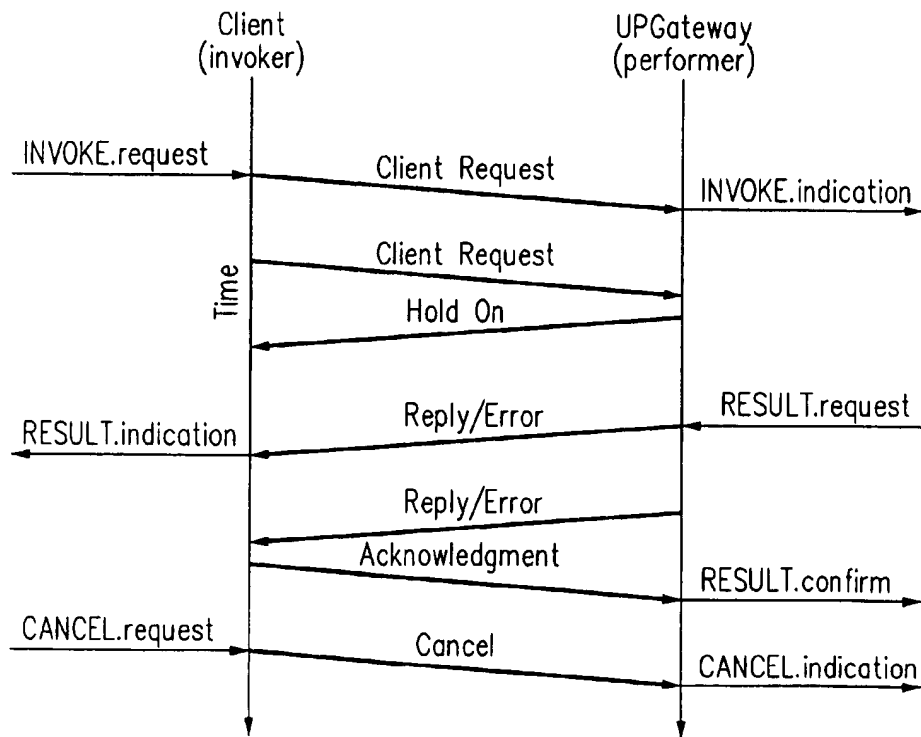 Client
(invoker)
UPGateway
(performer)
INVOKE.request
Client Request
INVOKE.indication
Client Request
Time
Hold On
Reply/Error
RESULT.request
RESULT.indication
Reply/Error
Acknowledgment
RESULT.confirm
CANCEL.request
Cancel
CANCEL.indication